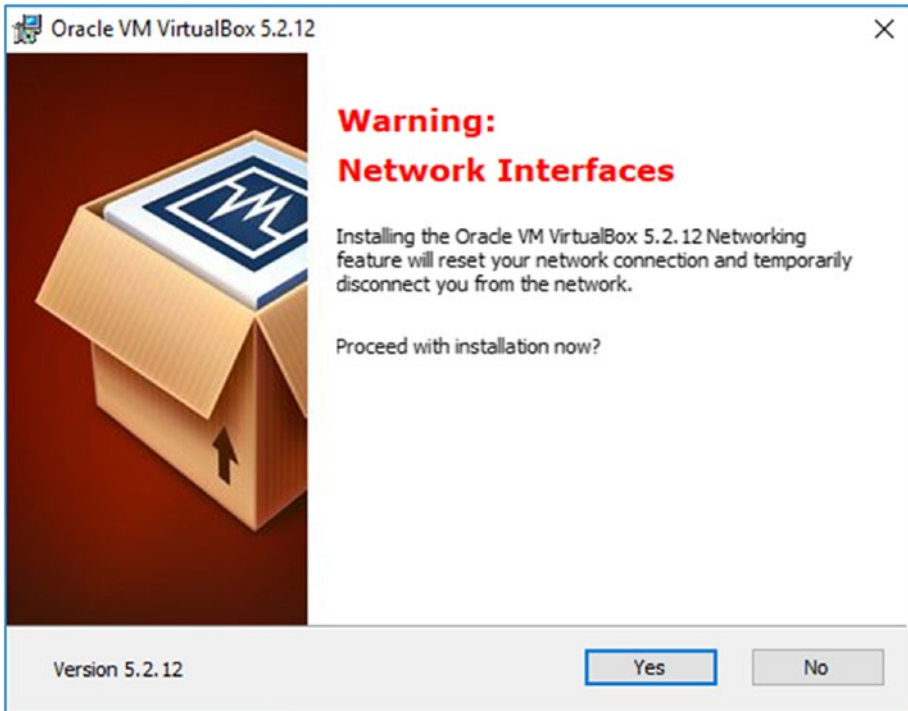 Oracle VM VirtualBox 5.2.12
Warning:
Network Interfaces
Installing the Oracle VM VirtualBox 5.2.12 Networking
feature will reset your network connection and temporarily
disconnect you from the network.
Proceed with installation now?
Version 5.2.12
Yes
No